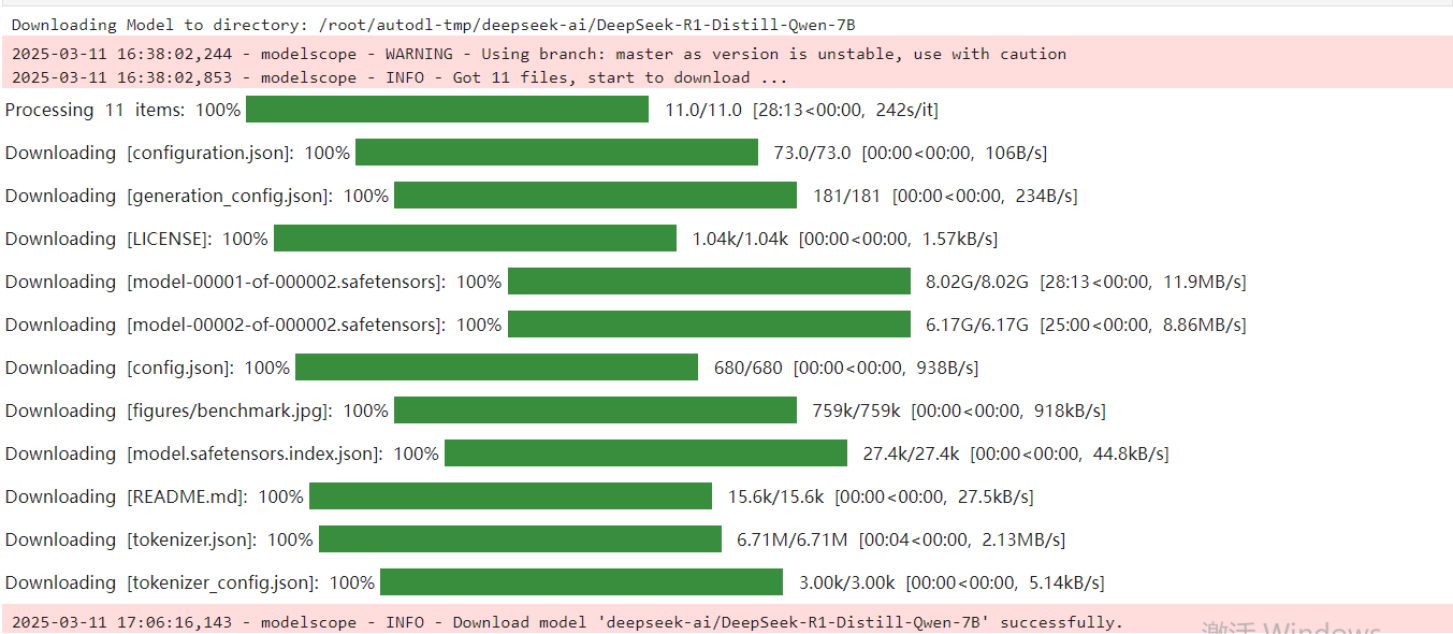 Downloading Model to directory: /root/autodl-tmp/deepseek-ai/DeepSeek-R1-Distill-Qwen-7B
2025-03-11 16:38:02,244 - modelscope - WARNING - Using branch: master as version is unstable, use with caution
2025-03-11 16:38:02,853 - modelscope - INFO - Got 11 files, start to download ...
Processing 11 items: 100% 11.0/11.0 [28:13<00:00, 242s/it]
Downloading [configuration.json]: 100% 73.0/73.0 [00:00<00:00, 106B/s]
Downloading [generation_config.json]: 100% 181/181 [00:00<00:00, 234B/s]
Downloading [LICENSE]: 100% 1.04k/1.04k [00:00<00:00, 1.57kB/s]
Downloading [model-00001-of-000002.safetensors]: 100% 8.02G/8.02G [28:13<00:00, 11.9MB/s]
Downloading [model-00002-of-000002.safetensors]: 100% 6.17G/6.17G [25:00<00:00, 8.86MB/s]
Downloading [config.json]: 100% 680/680 [00:00<00:00, 938B/s]
Downloading [figures/benchmark.jpg]: 100% 759k/759k [00:00<00:00, 918kB/s]
Downloading [model.safetensors.index.json]: 100% 27.4k/27.4k [00:00<00:00, 44.8kB/s]
Downloading [README.md]: 100% 15.6k/15.6k [00:00<00:00, 27.5kB/s]
Downloading [tokenizer.json]: 100% 6.71M/6.71M [00:04<00:00, 2.13MB/s]
Downloading [tokenizer_config.json]: 100% 3.00k/3.00k [00:00<00:00, 5.14kB/s]
2025-03-11 17:06:16,143 - modelscope - INFO - Download model 'deepseek-ai/DeepSeek-R1-Distill-Qwen-7B' successfully.
激活 Windows